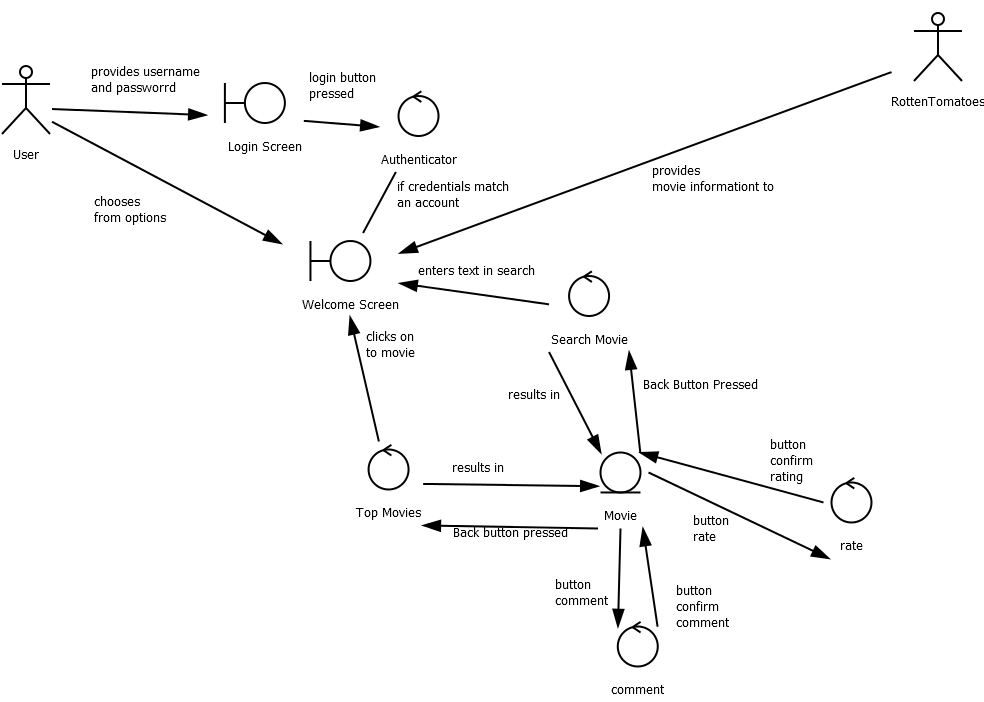 provides username
and passworrd
login button
pressed
RottenTomatoes
User
Login Screen
Authenticator
provides
movie informationt to
if credentials match
an account
chooses
from options
enters text in search
Welcome Screen
clicks on
to movie
Search Movie
Back Button Pressed
results in
button
confirm
rating
results in
Top Movies
Movie
button
rate
rate
Back button pressed
button
comment
button
confirm
comment
comment